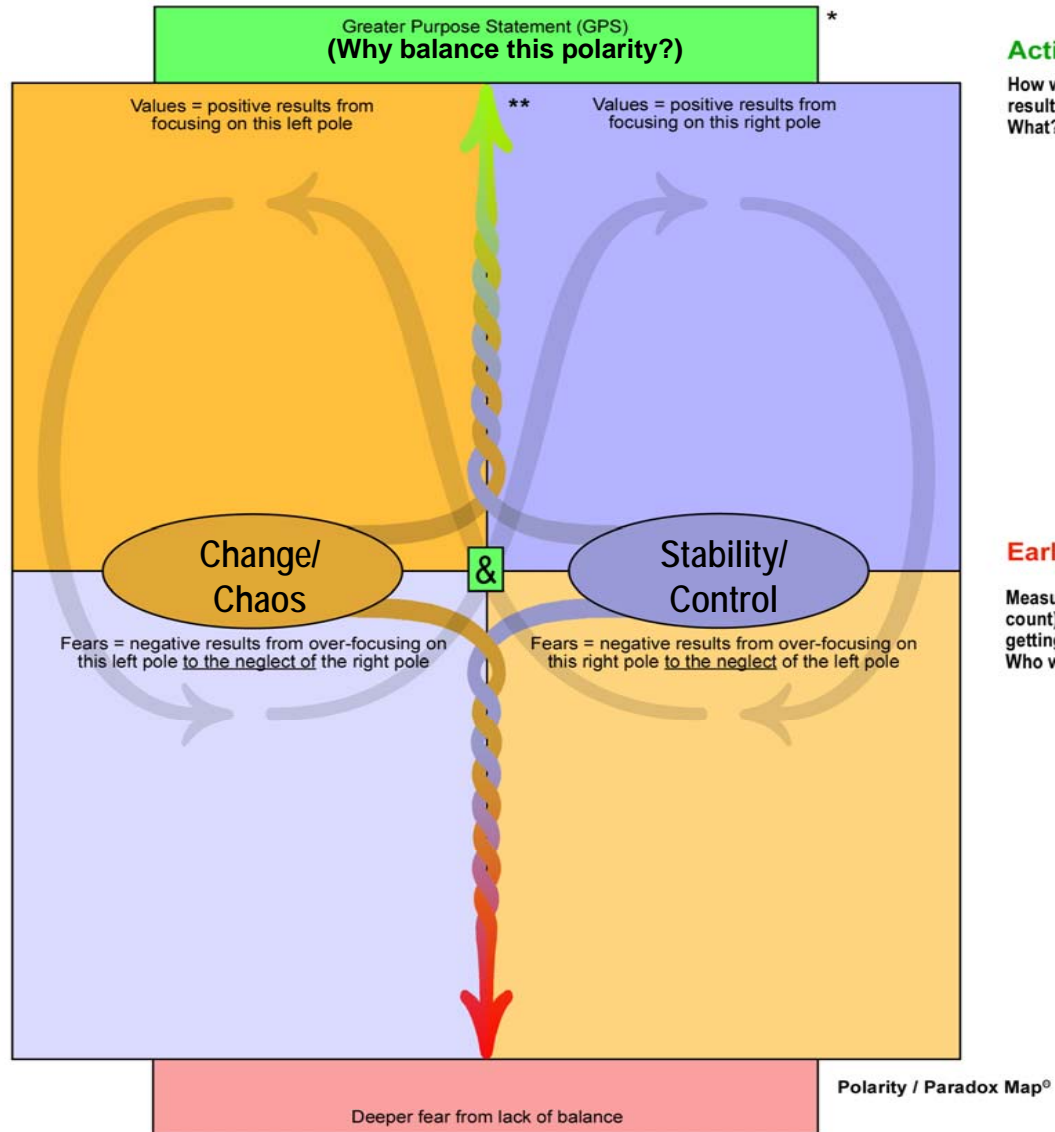 Greater Purpose Statement (GPS)
(Why balance this polarity?)
*
Values = positive results from
focusing on this left pole
**
Values = positive results from
focusing on this right pole
Change/
Chaos
&
Stability/
Control
Fears = negative results from over-focusing on
this left pole to the neglect of the right pole
Fears = negative results from over-focusing on
this right pole to the neglect of the left pole
Deeper fear from lack of balance
Polarity / Paradox Map®
Acti
How w
result
What?
Earl
Measu
count)
getting
Who w